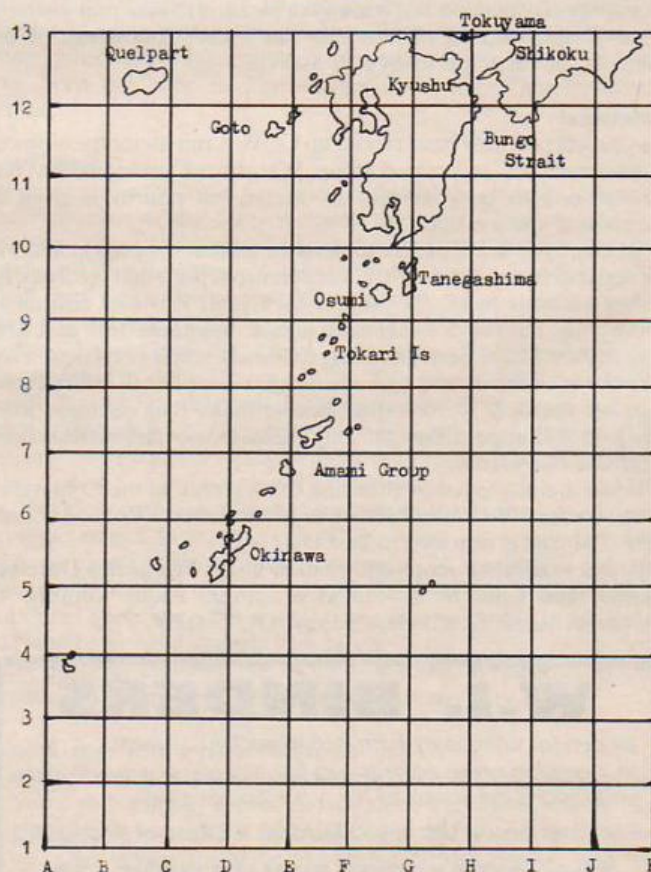 Tokuyama
13
Quelpart
Shikoku
Kyushu
12
Goto
Bungo
Strait
11
10
Tanegashima
Osumi
9
Tokari Is
8
7
Amami Group
6
Okinawa
5
4
3
2
1
A B C D E F G H I J K